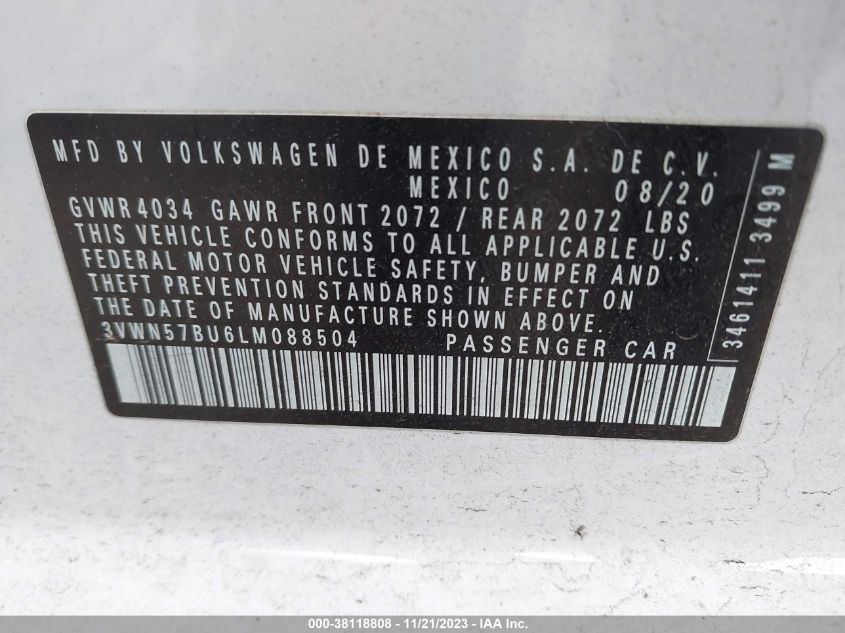 MFD BY VOLKSWAGEN DE MEXICO S.A. DE C.V.
MEXICO 08/20
GVWR 4034 GAWR FRONT 2072 / REAR 2072 LBS
THIS VEHICLE CONFORMS TO ALL APPLICABLE U.S.
FEDERAL MOTOR VEHICLE SAFETY, BUMPER AND
THEFT PREVENTION STANDARDS IN EFFECT ON
THE DATE OF MANUFACTURE SHOWN ABOVE.
3VWN57BU6LM088504 PASSENGER CAR
3461411 3499 M
000-38118808 - 11/21/2023 - IAA Inc.